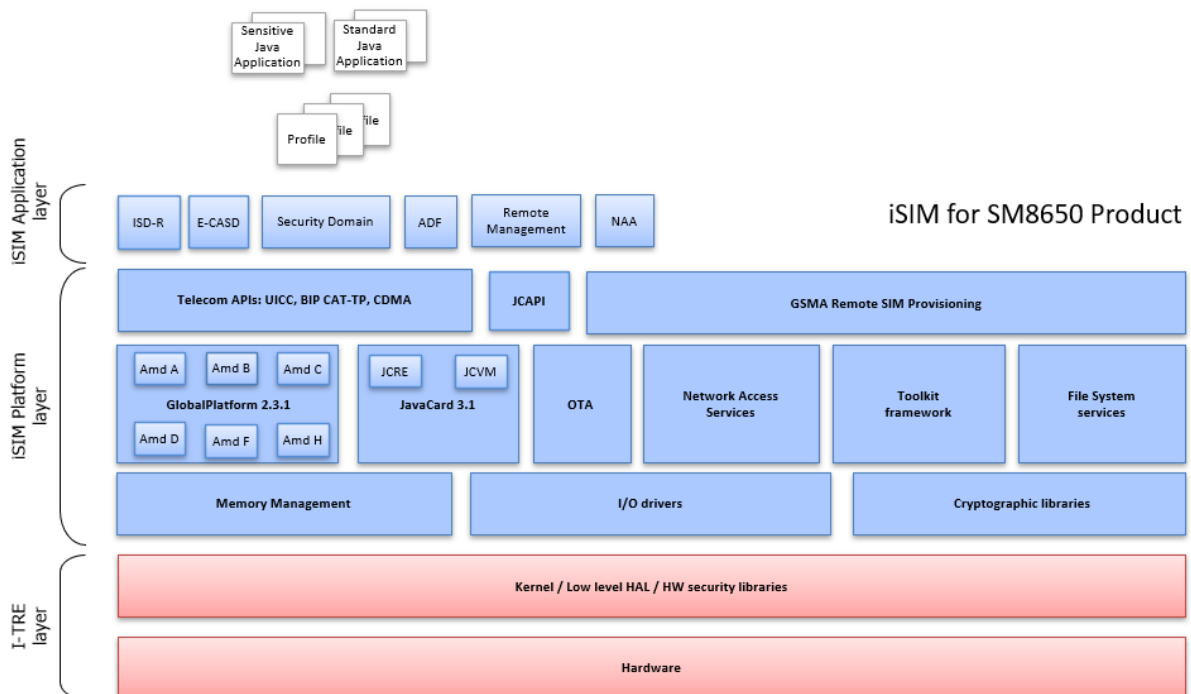 Sensitive
Java
Application
Standard
Java
Application
Profile
file
file
iSIM Application
layer
ISD-R
E-CASD
Security Domain
ADF
Remote
Management
NAA
iSIM for SM8650 Product
iSIM Platform
layer
Telecom APIs: UICC, BIP CAT-TP, CDMA
JCAPI
GSMA Remote SIM Provisioning
Amd A
Amd B
Amd C
GlobalPlatform 2.3.1
Amd D
Amd F
Amd H
JCRE
JCVM
JavaCard 3.1
OTA
Network Access
Services
Toolkit
framework
File System
services
Memory Management
I/O drivers
Cryptographic libraries
I-TRE
layer
Kernel / Low level HAL / HW security libraries
Hardware